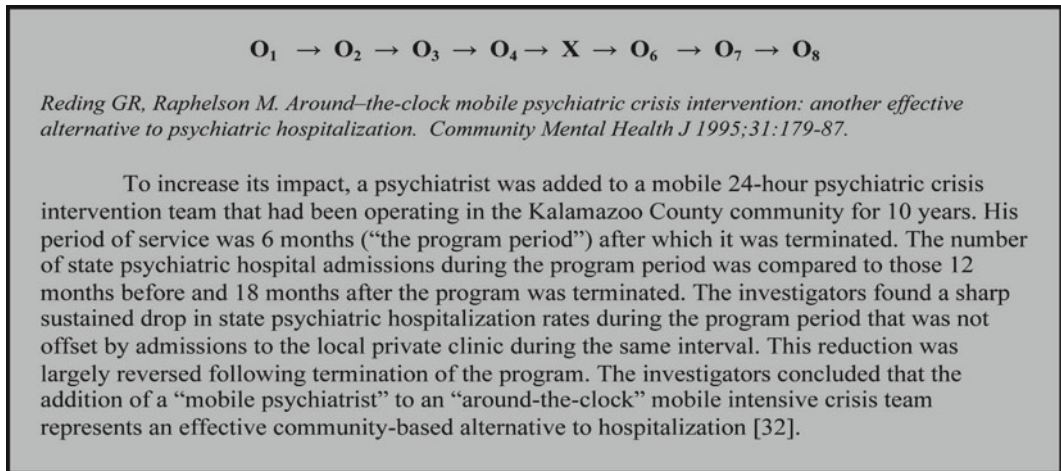 O₁ → O₂ → O₃ → O₄ → X → O₆ → O₇ → O₈
Reding GR, Raphelson M. Around–the-clock mobile psychiatric crisis intervention: another effective
alternative to psychiatric hospitalization. Community Mental Health J 1995;31:179-87.
To increase its impact, a psychiatrist was added to a mobile 24-hour psychiatric crisis
intervention team that had been operating in the Kalamazoo County community for 10 years. His
period of service was 6 months (“the program period”) after which it was terminated. The number
of state psychiatric hospital admissions during the program period was compared to those 12
months before and 18 months after the program was terminated. The investigators found a sharp
sustained drop in state psychiatric hospitalization rates during the program period that was not
offset by admissions to the local private clinic during the same interval. This reduction was
largely reversed following termination of the program. The investigators concluded that the
addition of a “mobile psychiatrist” to an “around-the-clock” mobile intensive crisis team
represents an effective community-based alternative to hospitalization [32].